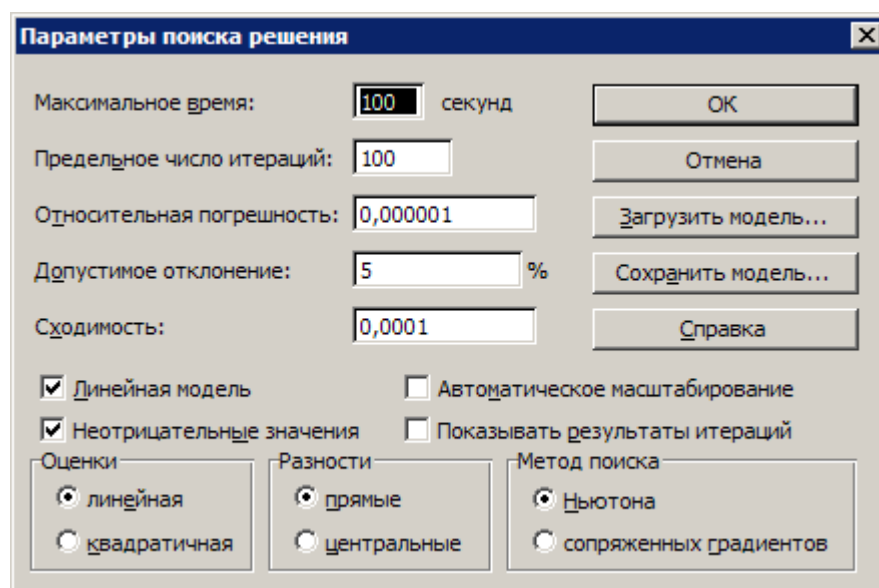 Параметры поиска решения
Максимальное время: 100 секунд OK
Предельное число итераций: 100 Отмена
Относительная погрешность: 0,000001 Загрузить модель...
Допустимое отклонение: 5 % Сохранить модель...
Сходимость: 0,0001 Справка
Линейная модель Автоматическое масштабирование
Неотрицательные значения Показывать результаты итераций
Оценки Разности Метод поиска
линейная прямые Ньютона
квадратичная центральные сопряженных градиентов